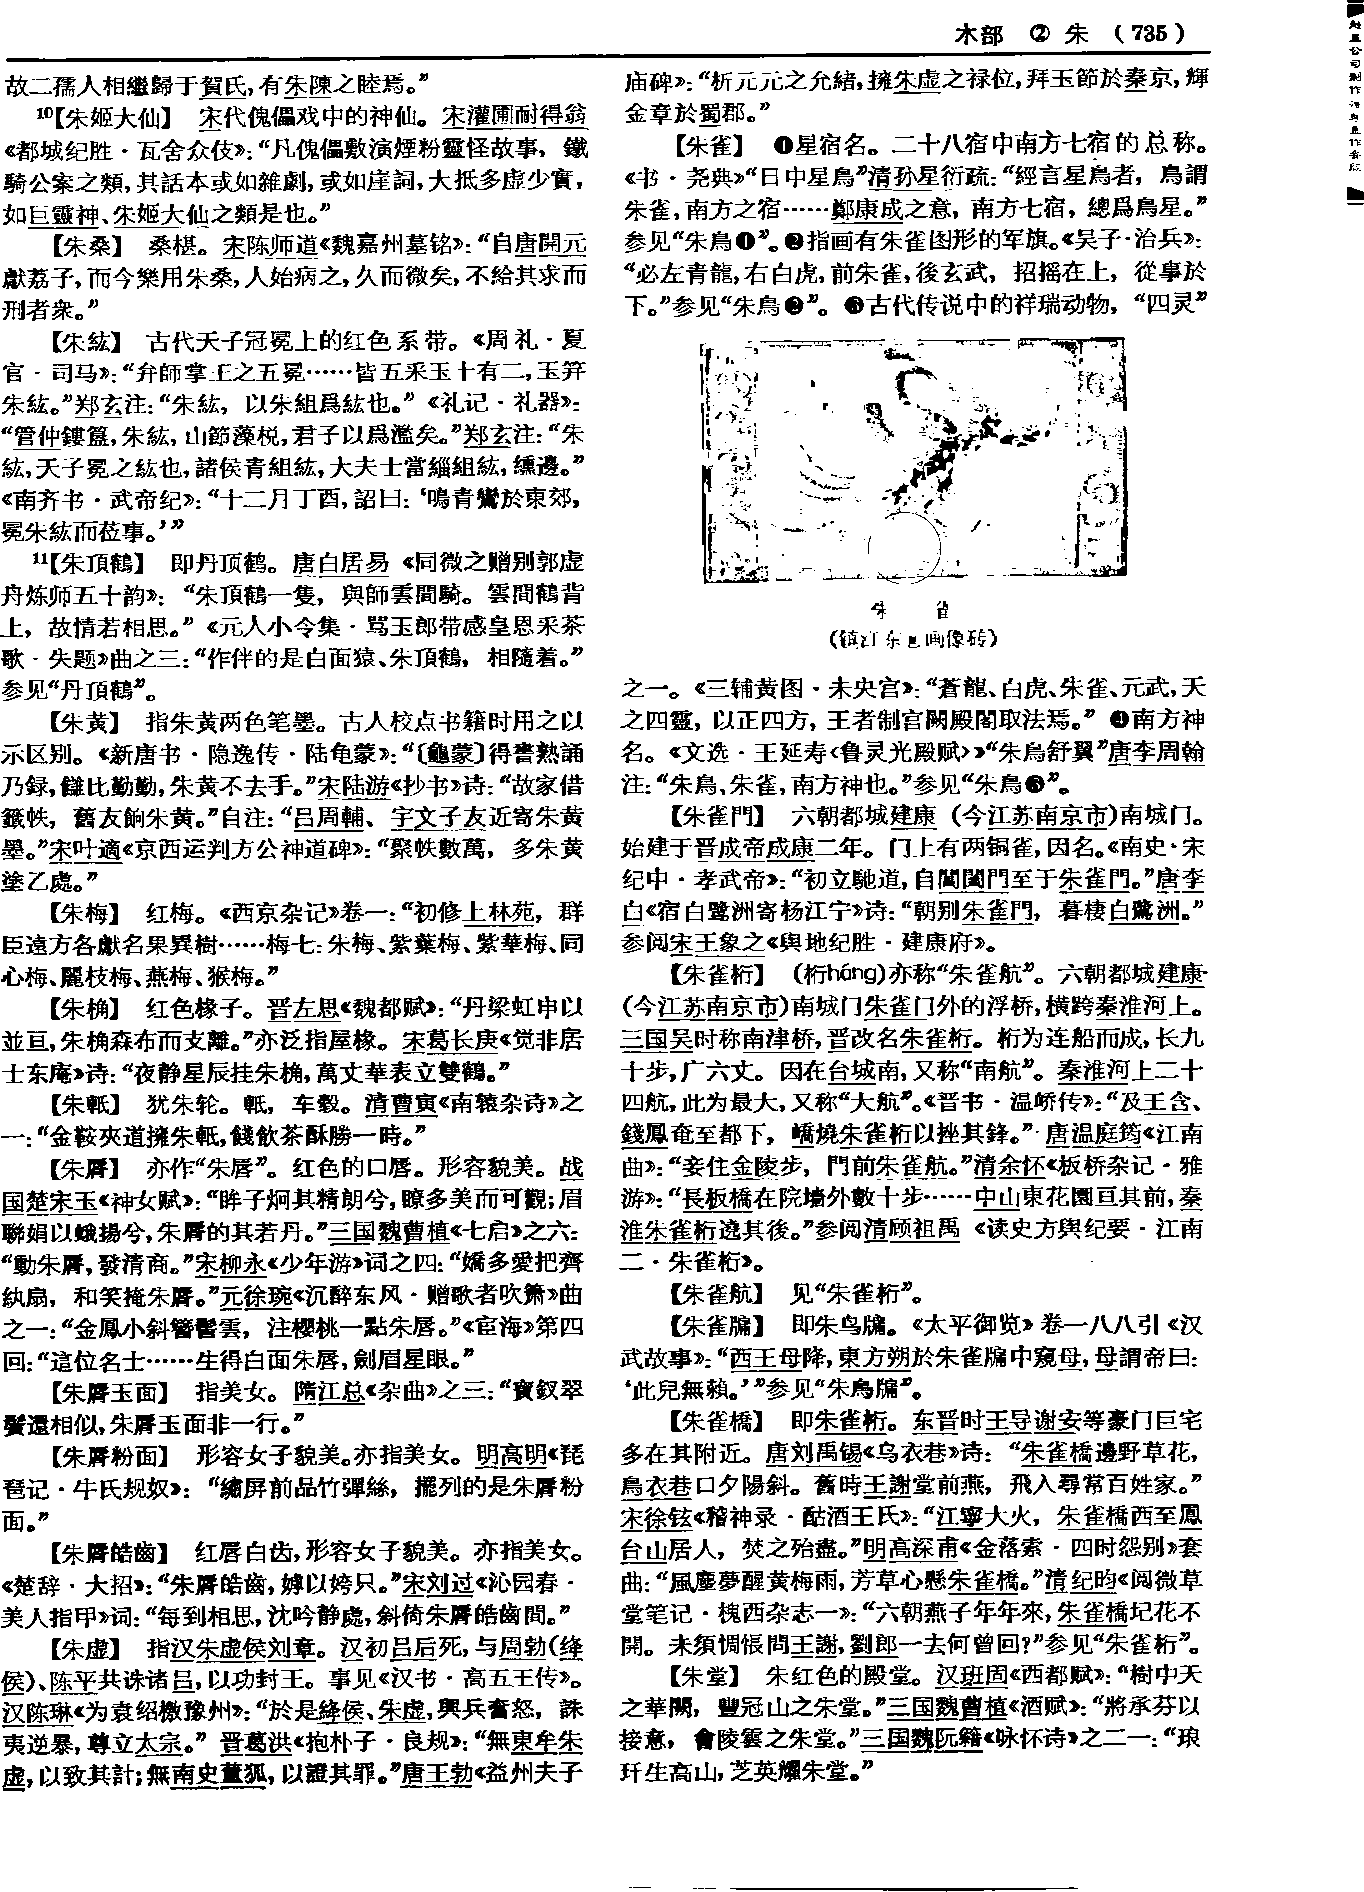 木部 ② 朱 （735）
故二孺人相繼歸于賀氏，有朱陳之睦焉。”
10【朱姬大仙】 宋代傀儡戏中的神仙。宋灌圃耐得翁
《都城纪胜·瓦舍众伎》：“凡傀儡敷演煙粉靈怪故事，鐵
騎公案之類，其話本或如雜劇，或如崖詞，大抵多虚少實，
如巨靈神、朱姬大仙之類是也。”
【朱桑】 桑椹。宋陈师道《魏嘉州墓铭》：“自唐開元
獻荔子，而今樂用朱桑，人始病之，久而微矣，不給其求而
刑者衆。”
【朱紘】 古代天子冠冕上的红色系带。《周礼·夏
官·司马》：“弁師掌王之五冕……皆五采玉十有二，玉笄
朱紘。”郑玄注：“朱紘，以朱組爲紘也。”《礼记·礼器》：
“管仲鏤簋，朱紘，山節藻棁，君子以爲濫矣。”郑玄注：“朱
紘，天子冕之紘也，諸侯青組紘，大夫士當緇組紘，纁邊。”
《南齐书·武帝纪》：“十二月丁酉，詔曰：‘鳴青鸞於東郊，
冕朱紘而莅事。’”
11【朱頂鶴】 即丹顶鹤。唐白居易《同微之赠别郭虚
舟炼师五十韵》：“朱頂鶴一隻，與師雲間騎。雲間鶴背
上，故情若相思。”《元人小令集·骂玉郎带感皇恩采茶
歌·失题》曲之三：“作伴的是白面猿、朱頂鶴，相隨着。”
参见“丹頂鶴”。
【朱黄】 指朱黄两色笔墨。古人校点书籍时用之以
示区别。《新唐书·隐逸传·陆龟蒙》：“〔龜蒙〕得書熟誦
乃録，讎比勤勤，朱黄不去手。”宋陆游《抄书》诗：“故家借
籤帙，舊友餉朱黄。”自注：“吕周輔、宇文子友近寄朱黄
墨。”宋叶適《京西运判方公神道碑》：“聚帙數萬，多朱黄
塗乙處。”
【朱梅】 红梅。《西京杂记》卷一：“初修上林苑，群
臣遠方各獻名果異樹……梅七：朱梅、紫葉梅、紫華梅、同
心梅、麗枝梅、燕梅、猴梅。”
【朱桷】 红色椽子。晋左思《魏都赋》：“丹梁虹申以
並亘，朱桷森布而支離。”亦泛指屋椽。宋葛长庚《觉非居
士东庵》诗：“夜静星辰挂朱桷，萬丈華表立雙鶴。”
【朱軧】 犹朱轮。軧，车毂。清曹寅《南辕杂诗》之
一：“金鞍夾道擁朱軧，餞飲茶酥勝一時。”
【朱脣】 亦作“朱唇”。红色的口唇。形容貌美。战
国楚宋玉《神女赋》：“眸子炯其精朗兮，瞭多美而可觀；眉
聯娟以蛾揚兮，朱脣的其若丹。”三国魏曹植《七启》之六：
“動朱脣，發清商。”宋柳永《少年游》词之四：“嬌多愛把齊
紈扇，和笑掩朱脣。”元徐琬《沉醉东风·赠歌者吹箫》曲
之一：“金鳳小斜簪髻雲，注櫻桃一點朱唇。”《宦海》第四
回：“這位名士……生得白面朱唇，劍眉星眼。”
【朱脣玉面】 指美女。隋江总《杂曲》之三：“寶釵翠
鬢還相似，朱脣玉面非一行。”
【朱脣粉面】 形容女子貌美。亦指美女。明高明《琵
琶记·牛氏规奴》：“繡屏前品竹彈絲，擺列的是朱脣粉
面。”
【朱脣皓齒】 红唇白齿，形容女子貌美。亦指美女。
《楚辞·大招》：“朱脣皓齒，嫭以姱只。”宋刘过《沁园春·
美人指甲》词：“每到相思，沈吟静處，斜倚朱脣皓齒間。”
【朱虚】 指汉朱虚侯刘章。汉初吕后死，与周勃（绛
侯）、陈平共诛诸吕，以功封王。事见《汉书·高五王传》。
汉陈琳《为袁绍檄豫州》：“於是絳侯、朱虚，興兵奮怒，誅
夷逆暴，尊立太宗。”晋葛洪《抱朴子·良规》：“無東牟朱
虚，以致其計；無南史董狐，以證其罪。”唐王勃《益州夫子
庙碑》：“析元元之允緒，擁朱虚之禄位，拜玉節於秦京，輝
金章於蜀郡。”
【朱雀】 ❶星宿名。二十八宿中南方七宿的总称。
《书·尧典》“日中星鳥”清孙星衍疏：“經言星鳥者，鳥謂
朱雀，南方之宿……鄭康成之意，南方七宿，總爲鳥星。”
参见“朱鳥❶”。❷指画有朱雀图形的军旗。《吴子·治兵》：
“必左青龍，右白虎，前朱雀，後玄武，招摇在上，從事於
下。”参见“朱鳥❷”。❸古代传说中的祥瑞动物，“四灵”
朱 雀
（镇江东 画像砖）
之一。《三辅黄图·未央宫》：“蒼龍、白虎、朱雀、元武，天
之四靈，以正四方，王者制宫闕殿閣取法焉。”❹南方神
名。《文选·王延寿〈鲁灵光殿赋〉》“朱鳥舒翼”唐李周翰
注：“朱鳥、朱雀，南方神也。”参见“朱鳥❸”。
【朱雀門】 六朝都城建康（今江苏南京市）南城门。
始建于晋成帝咸康二年。门上有两铜雀，因名。《南史·宋
纪中·孝武帝》：“初立馳道，自閶闔門至于朱雀門。”唐李
白《宿白鹭洲寄杨江宁》诗：“朝别朱雀門，暮棲白鷺洲。”
参阅宋王象之《舆地纪胜·建康府》。
【朱雀桁】 （桁háng）亦称“朱雀航”。六朝都城建康
（今江苏南京市）南城门朱雀门外的浮桥，横跨秦淮河上。
三国吴时称南津桥，晋改名朱雀桁。桁为连船而成，长九
十步，广六丈。因在台城南，又称“南航”。秦淮河上二十
四航，此为最大，又称“大航”。《晋书·温峤传》：“及王含、
錢鳳奄至都下，嶠燒朱雀桁以挫其鋒。”唐温庭筠《江南
曲》：“妾住金陵步，門前朱雀航。”清余怀《板桥杂记·雅
游》：“長板橋在院墻外數十步……中山東花園亘其前，秦
淮朱雀桁遶其後。”参阅清顾祖禹《读史方舆纪要·江南
二·朱雀桁》。
【朱雀航】 见“朱雀桁”。
【朱雀牖】 即朱鸟牖。《太平御览》卷一八八引《汉
武故事》：“西王母降，東方朔於朱雀牖中窺母，母謂帝曰：
‘此兒無賴。’”参见“朱鳥牖”。
【朱雀橋】 即朱雀桁。东晋时王导谢安等豪门巨宅
多在其附近。唐刘禹锡《乌衣巷》诗：“朱雀橋邊野草花，
烏衣巷口夕陽斜。舊時王謝堂前燕，飛入尋常百姓家。”
宋徐铉《稽神录·酤酒王氏》：“江寧大火，朱雀橋西至鳳
台山居人，焚之殆盡。”明高深甫《金落索·四时怨别》套
曲：“風塵夢醒黄梅雨，芳草心懸朱雀橋。”清纪昀《阅微草
堂笔记·槐西杂志一》：“六朝燕子年年來，朱雀橋圮花不
開。未須惆悵問王謝，劉郎一去何曾回？”参见“朱雀桁”。
【朱堂】 朱红色的殿堂。汉班固《西都赋》：“樹中天
之華闕，豐冠山之朱堂。”三国魏曹植《酒赋》：“將承芬以
接意，會陵雲之朱堂。”三国魏阮籍《咏怀诗》之二一：“琅
玕生高山，芝英耀朱堂。”